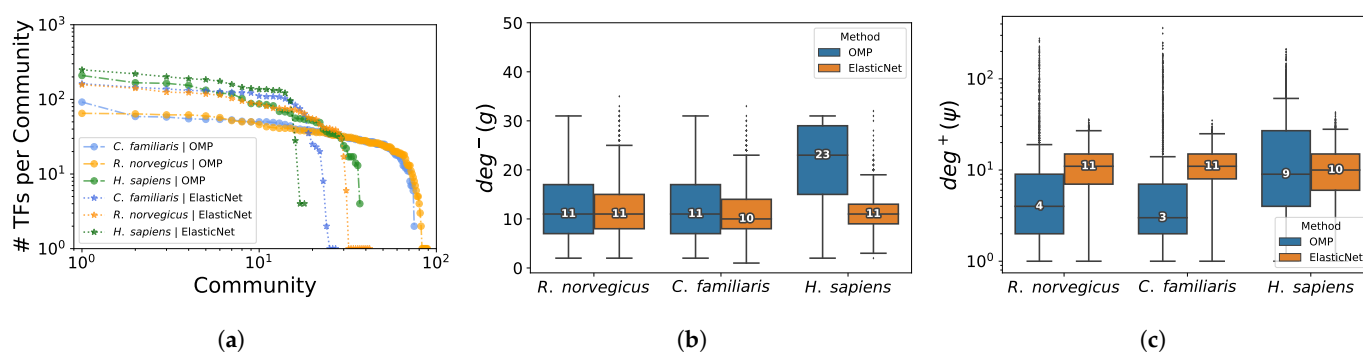 # TFs per Community
10³
10²
10¹
10⁰
C. familiaris | OMP
R. norvegicus | OMP
H. sapiens | OMP
C. familiaris | ElasticNet
R. norvegicus | ElasticNet
H. sapiens | ElasticNet
10⁰ 10¹ 10²
Community
(a)
deg⁻(g)
50
40
30
20
10
0
Method
OMP
ElasticNet
11 11 11 10 23 11
R. norvegicus C. familiaris H. sapiens
(b)
deg⁺(ψ)
10²
10¹
10⁰
4 11 3 11 9 10
Method
OMP
ElasticNet
R. norvegicus C. familiaris H. sapiens
(c)